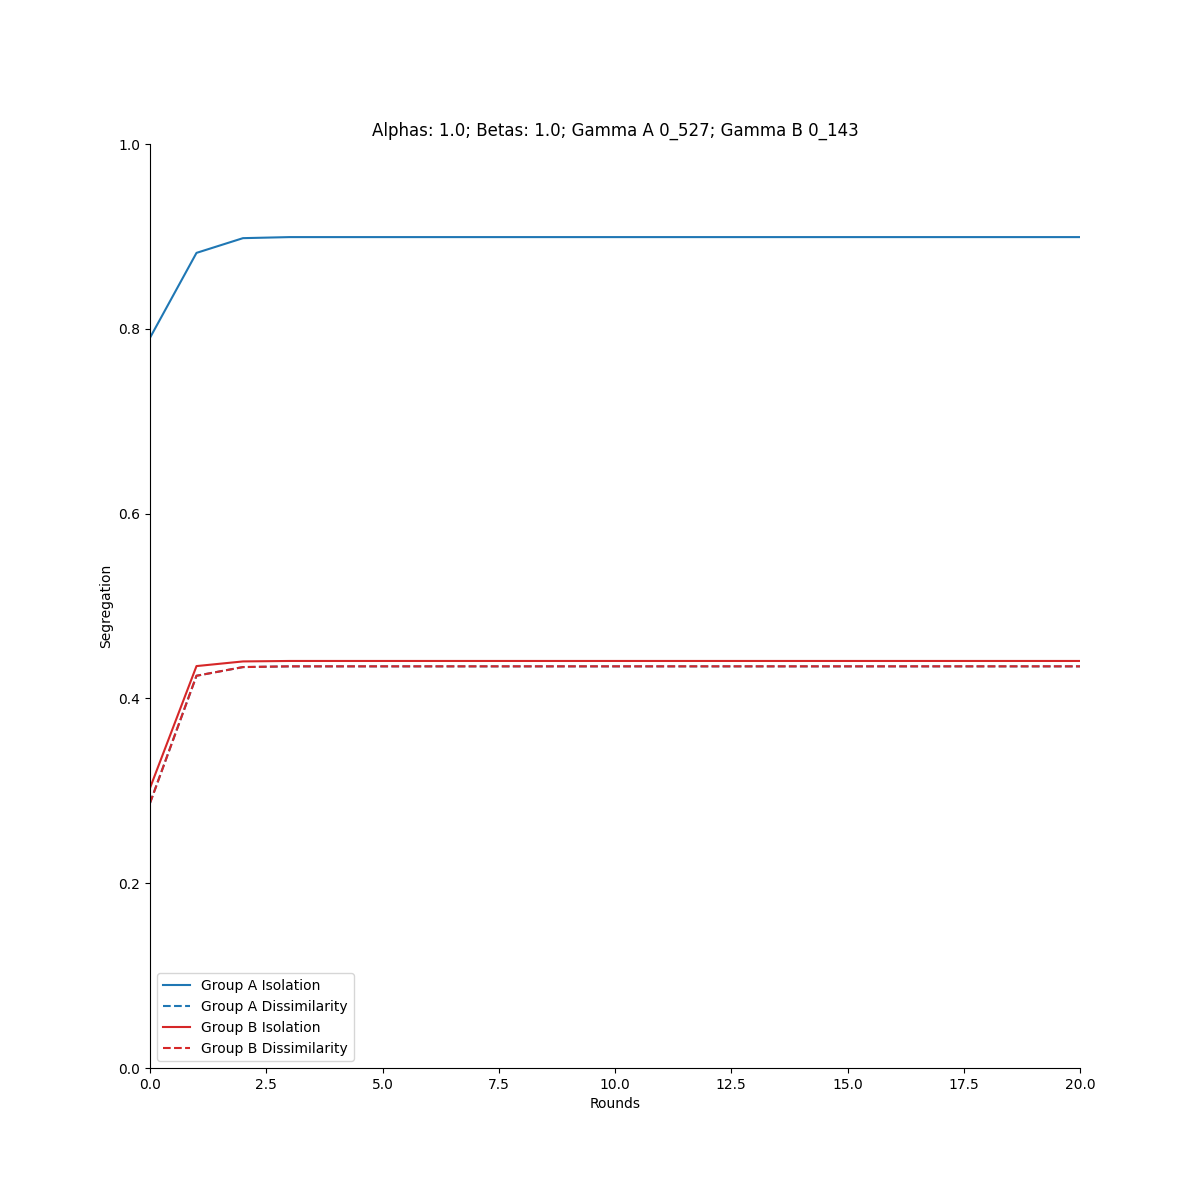 Alphas: 1.0; Betas: 1.0; Gamma A 0_527; Gamma B 0_143
1.0
0.8
0.6
0.4
0.2
0.0
Segregation
Group A Isolation
Group A Dissimilarity
Group B Isolation
Group B Dissimilarity
0.0 2.5 5.0 7.5 10.0 12.5 15.0 17.5 20.0
Rounds